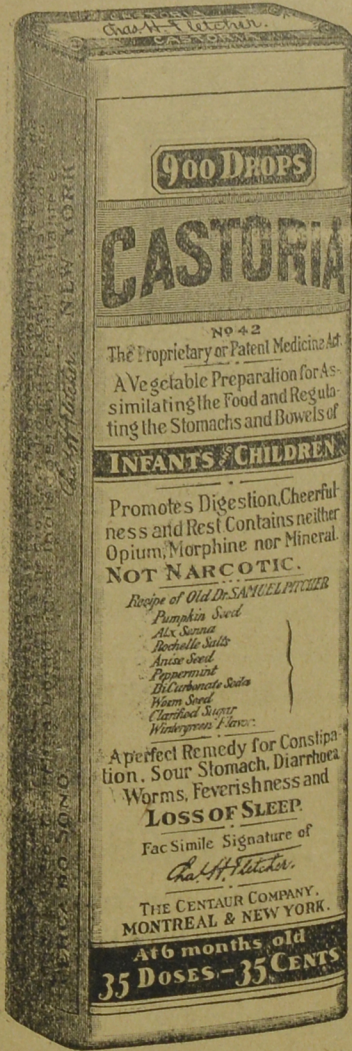 Chas. H. Fletcher.
CASTORIA
900 DROPS
CASTORIA
No 42
The Proprietary or Patent Medicine Act.
A Vegetable Preparation for As-
similating the Food and Regula-
ting the Stomachs and Bowels of
INFANTS & CHILDREN
Promotes Digestion, Cheerful-
ness and Rest Contains neither
Opium, Morphine nor Mineral.
NOT NARCOTIC.
Recipe of Old Dr. SAMUEL PITCHER
Pumpkin Seed
Alx. Senna
Rochelle Salts
Anise Seed
Peppermint
Bi Carbonate Soda
Worm Seed
Clarified Sugar
Wintergreen Flavor
A perfect Remedy for Constipa-
tion, Sour Stomach, Diarrhoea
Worms, Feverishness and
LOSS OF SLEEP.
Fac Simile Signature of
Chas. H. Fletcher.
THE CENTAUR COMPANY,
MONTREAL & NEW YORK.
At 6 months old
35 DOSES - 35 CENTS
Chas. H. Fletcher NEW YORK